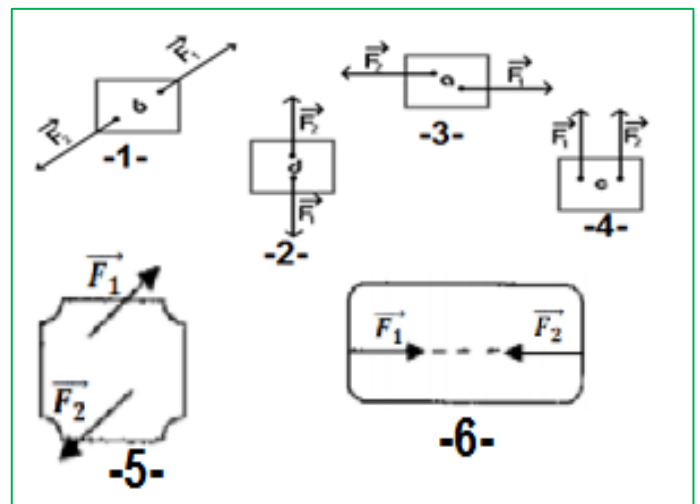 F₁
b
F₂
-1-
F₂
d
F₁
-2-
F₂
a
F₁
-3-
F₁
F₂
c
-4-
F₁
F₂
-5-
F₁
F₂
-6-